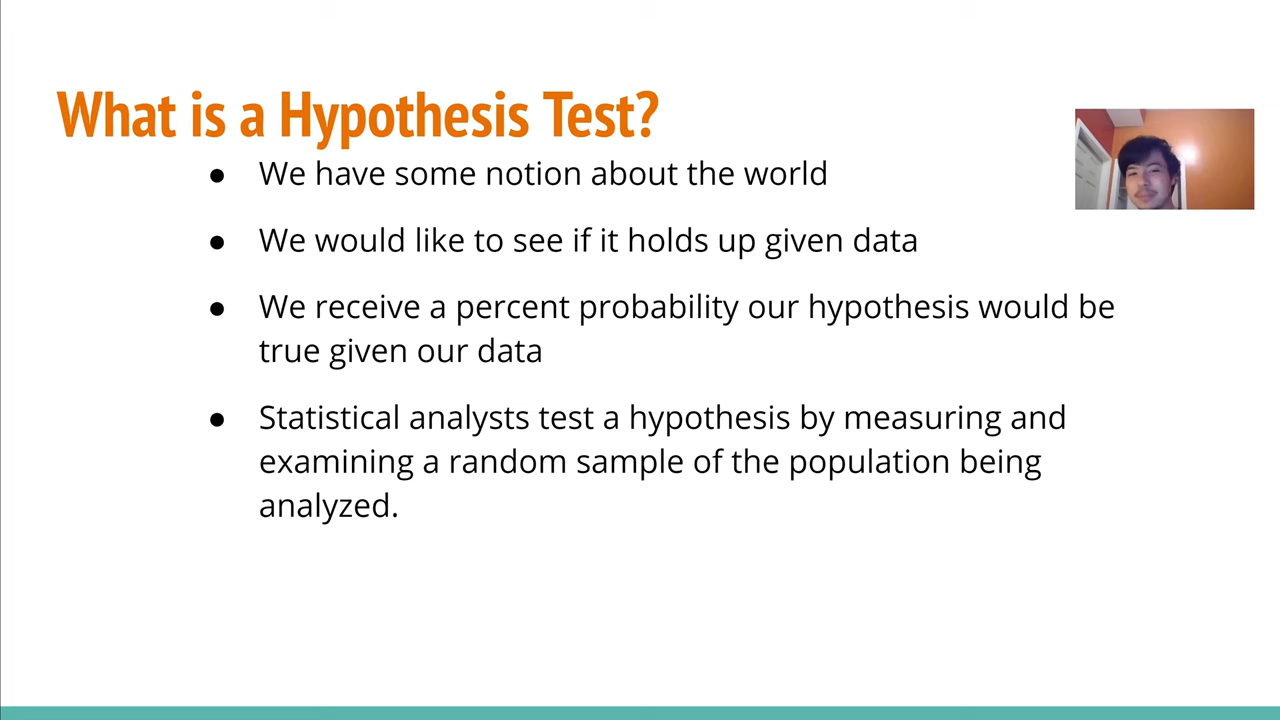 What is a Hypothesis Test?
● We have some notion about the world
● We would like to see if it holds up given data
● We receive a percent probability our hypothesis would be
true given our data
● Statistical analysts test a hypothesis by measuring and
examining a random sample of the population being
analyzed.